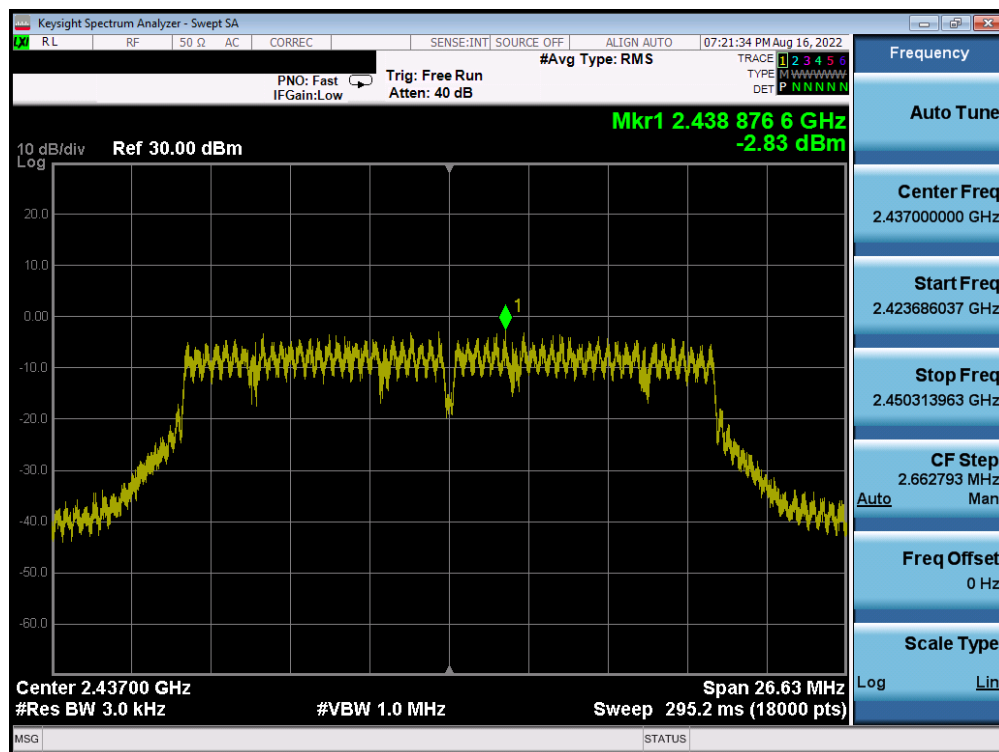 Keysight Spectrum Analyzer - Swept SA
LXI RL RF 50 Ω AC CORREC SENSE:INT SOURCE OFF ALIGN AUTO 07:21:34 PM Aug 16, 2022
#Avg Type: RMS
TRACE 1 2 3 4 5 6
PNO: Fast Trig: Free Run
TYPE M WWWWW
IFGain:Low Atten: 40 dB
DET P N N N N N
Mkr1 2.438 876 6 GHz
-2.83 dBm
10 dB/div Ref 30.00 dBm
Log
20.0
10.0
1
0.00
-10.0
-20.0
-30.0
-40.0
-50.0
-60.0
Center 2.43700 GHz Span 26.63 MHz
#Res BW 3.0 kHz #VBW 1.0 MHz Sweep 295.2 ms (18000 pts)
MSG STATUS
Frequency
Auto Tune
Center Freq
2.437000000 GHz
Start Freq
2.423686037 GHz
Stop Freq
2.450313963 GHz
CF Step
2.662793 MHz
Auto Man
Freq Offset
0 Hz
Scale Type
Log Lin